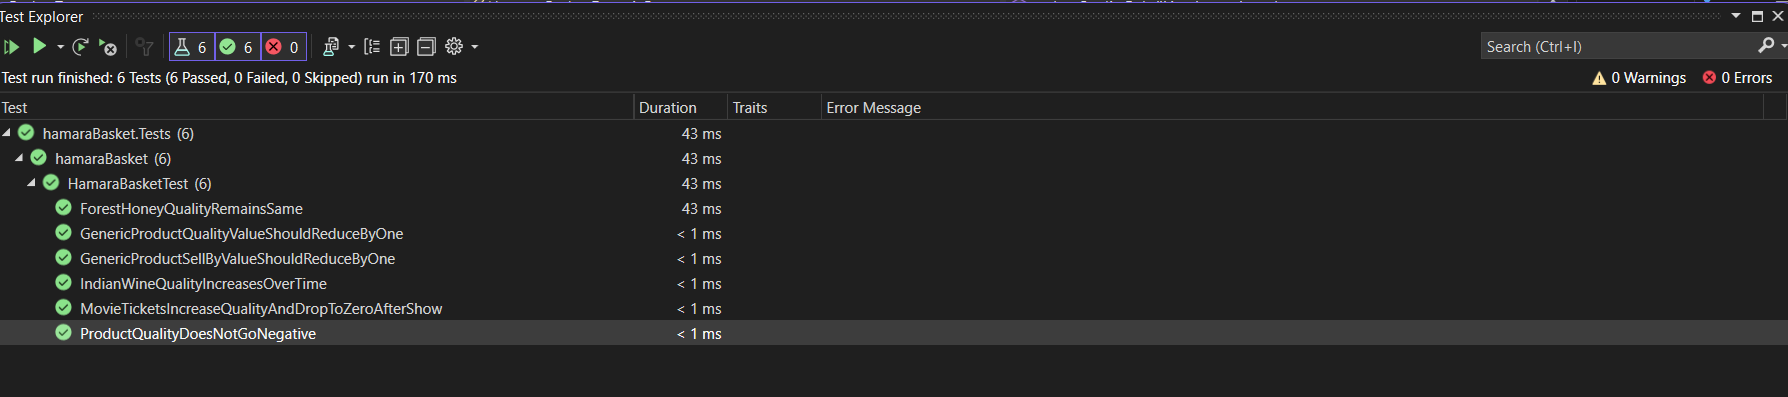 Test Explorer
6 6 0
Search (Ctrl+I)
Test run finished: 6 Tests (6 Passed, 0 Failed, 0 Skipped) run in 170 ms
0 Warnings 0 Errors
Test Duration Traits Error Message
hamaraBasket.Tests (6) 43 ms
hamaraBasket (6) 43 ms
HamaraBasketTest (6) 43 ms
ForestHoneyQualityRemainsSame 43 ms
GenericProductQualityValueShouldReduceByOne < 1 ms
GenericProductSellByValueShouldReduceByOne < 1 ms
IndianWineQualityIncreasesOverTime < 1 ms
MovieTicketsIncreaseQualityAndDropToZeroAfterShow < 1 ms
ProductQualityDoesNotGoNegative < 1 ms